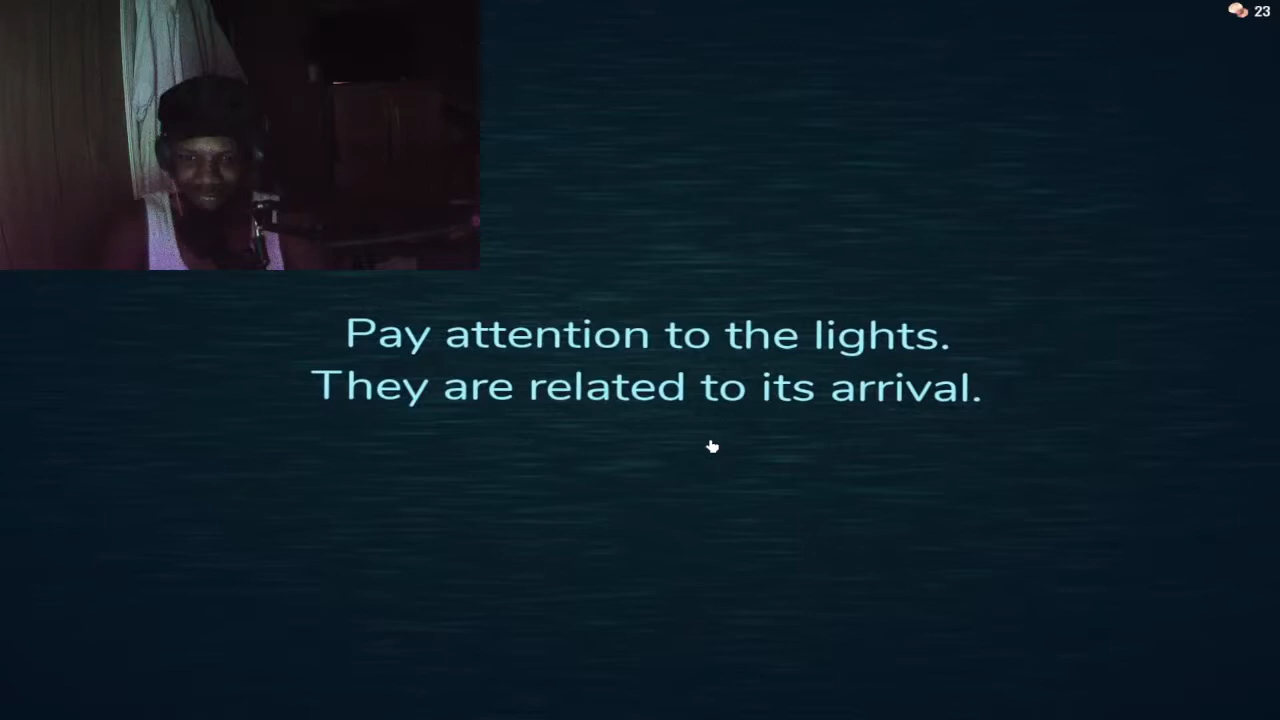 23
Pay attention to the lights.
They are related to its arrival.